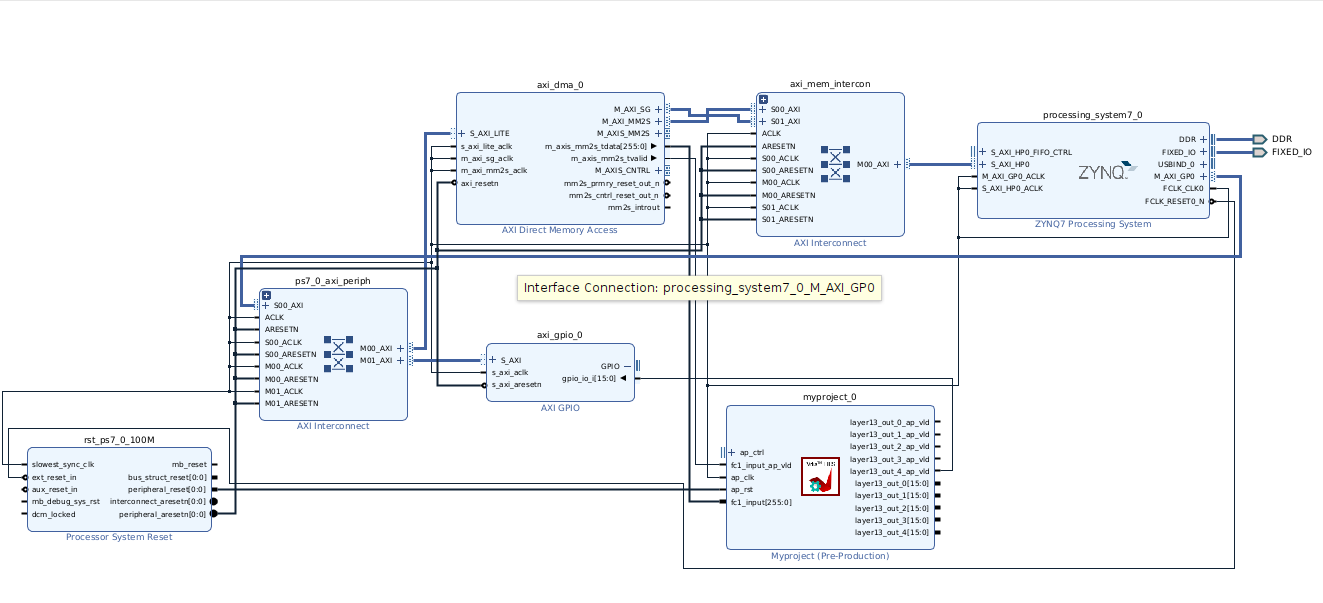 axi_dma_0
M_AXI_SG
M_AXI_MM2S
S_AXI_LITE
M_AXIS_MM2S
s_axi_lite_aclk
m_axis_mm2s_tdata[255:0]
m_axi_sg_aclk
m_axis_mm2s_tvalid
m_axi_mm2s_aclk
M_AXIS_CNTRL
axi_resetn
mm2s_prmry_reset_out_n
mm2s_cntrl_reset_out_n
mm2s_introut
AXI Direct Memory Access
axi_mem_intercon
S00_AXI
S01_AXI
ACLK
ARESETN
S00_ACLK
M00_AXI
S00_ARESETN
M00_ACLK
M00_ARESETN
S01_ACLK
S01_ARESETN
AXI Interconnect
processing_system7_0
DDR
S_AXI_HP0_FIFO_CTRL
FIXED_IO
S_AXI_HP0
USBIND_0
M_AXI_GP0_ACLK
ZYNQ
M_AXI_GP0
S_AXI_HP0_ACLK
FCLK_CLK0
FCLK_RESET0_N
ZYNQ7 Processing System
DDR
FIXED_IO
Interface Connection: processing_system7_0_M_AXI_GP0
ps7_0_axi_periph
S00_AXI
ACLK
ARESETN
S00_ACLK
M00_AXI
S00_ARESETN
M01_AXI
M00_ACLK
M00_ARESETN
M01_ACLK
M01_ARESETN
AXI Interconnect
axi_gpio_0
S_AXI
GPIO
s_axi_aclk
gpio_io_i[15:0]
s_axi_aresetn
AXI GPIO
myproject_0
layer13_out_0_ap_vld
layer13_out_1_ap_vld
layer13_out_2_ap_vld
ap_ctrl
layer13_out_3_ap_vld
fc1_input_ap_vld
layer13_out_4_ap_vld
ap_clk
layer13_out_0[15:0]
ap_rst
layer13_out_1[15:0]
fc1_input[255:0]
layer13_out_2[15:0]
layer13_out_3[15:0]
layer13_out_4[15:0]
Myproject (Pre-Production)
rst_ps7_0_100M
slowest_sync_clk
mb_reset
ext_reset_in
bus_struct_reset[0:0]
aux_reset_in
peripheral_reset[0:0]
mb_debug_sys_rst
interconnect_aresetn[0:0]
dcm_locked
peripheral_aresetn[0:0]
Processor System Reset